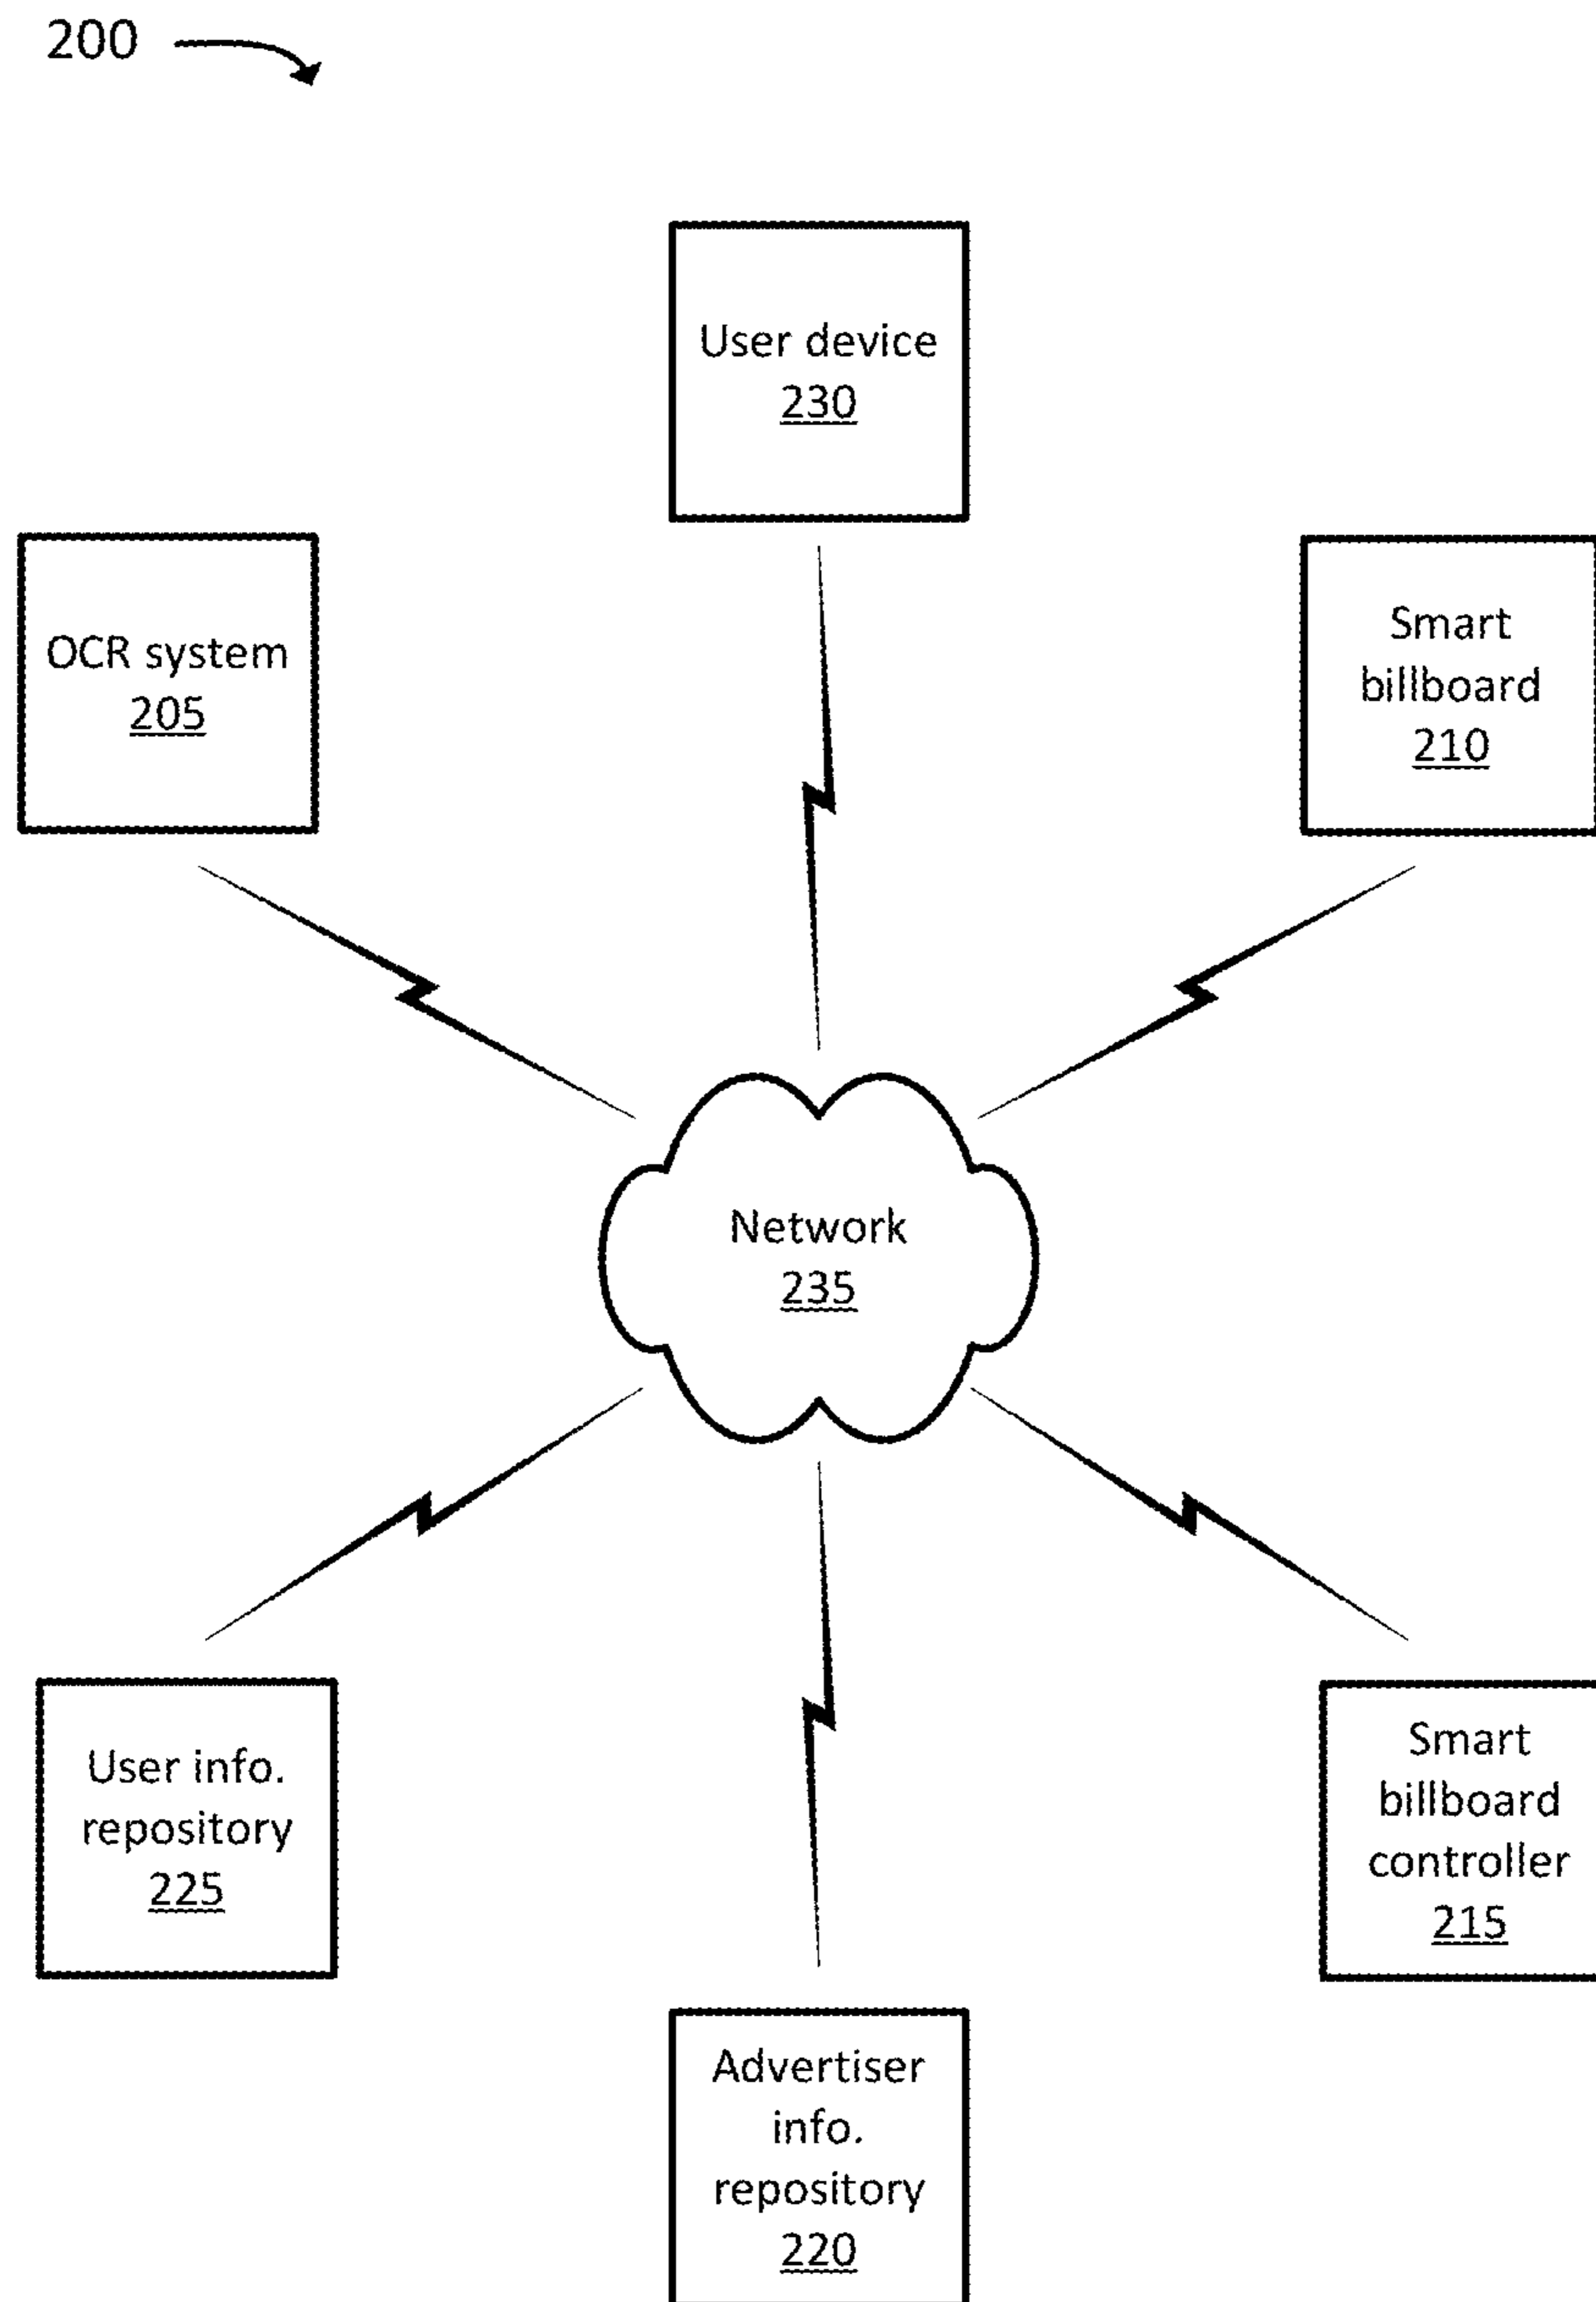 200
User device
230
OCR system
205
Smart
billboard
210
Network
235
User info.
repository
225
Smart
billboard
controller
215
Advertiser
info.
repository
220